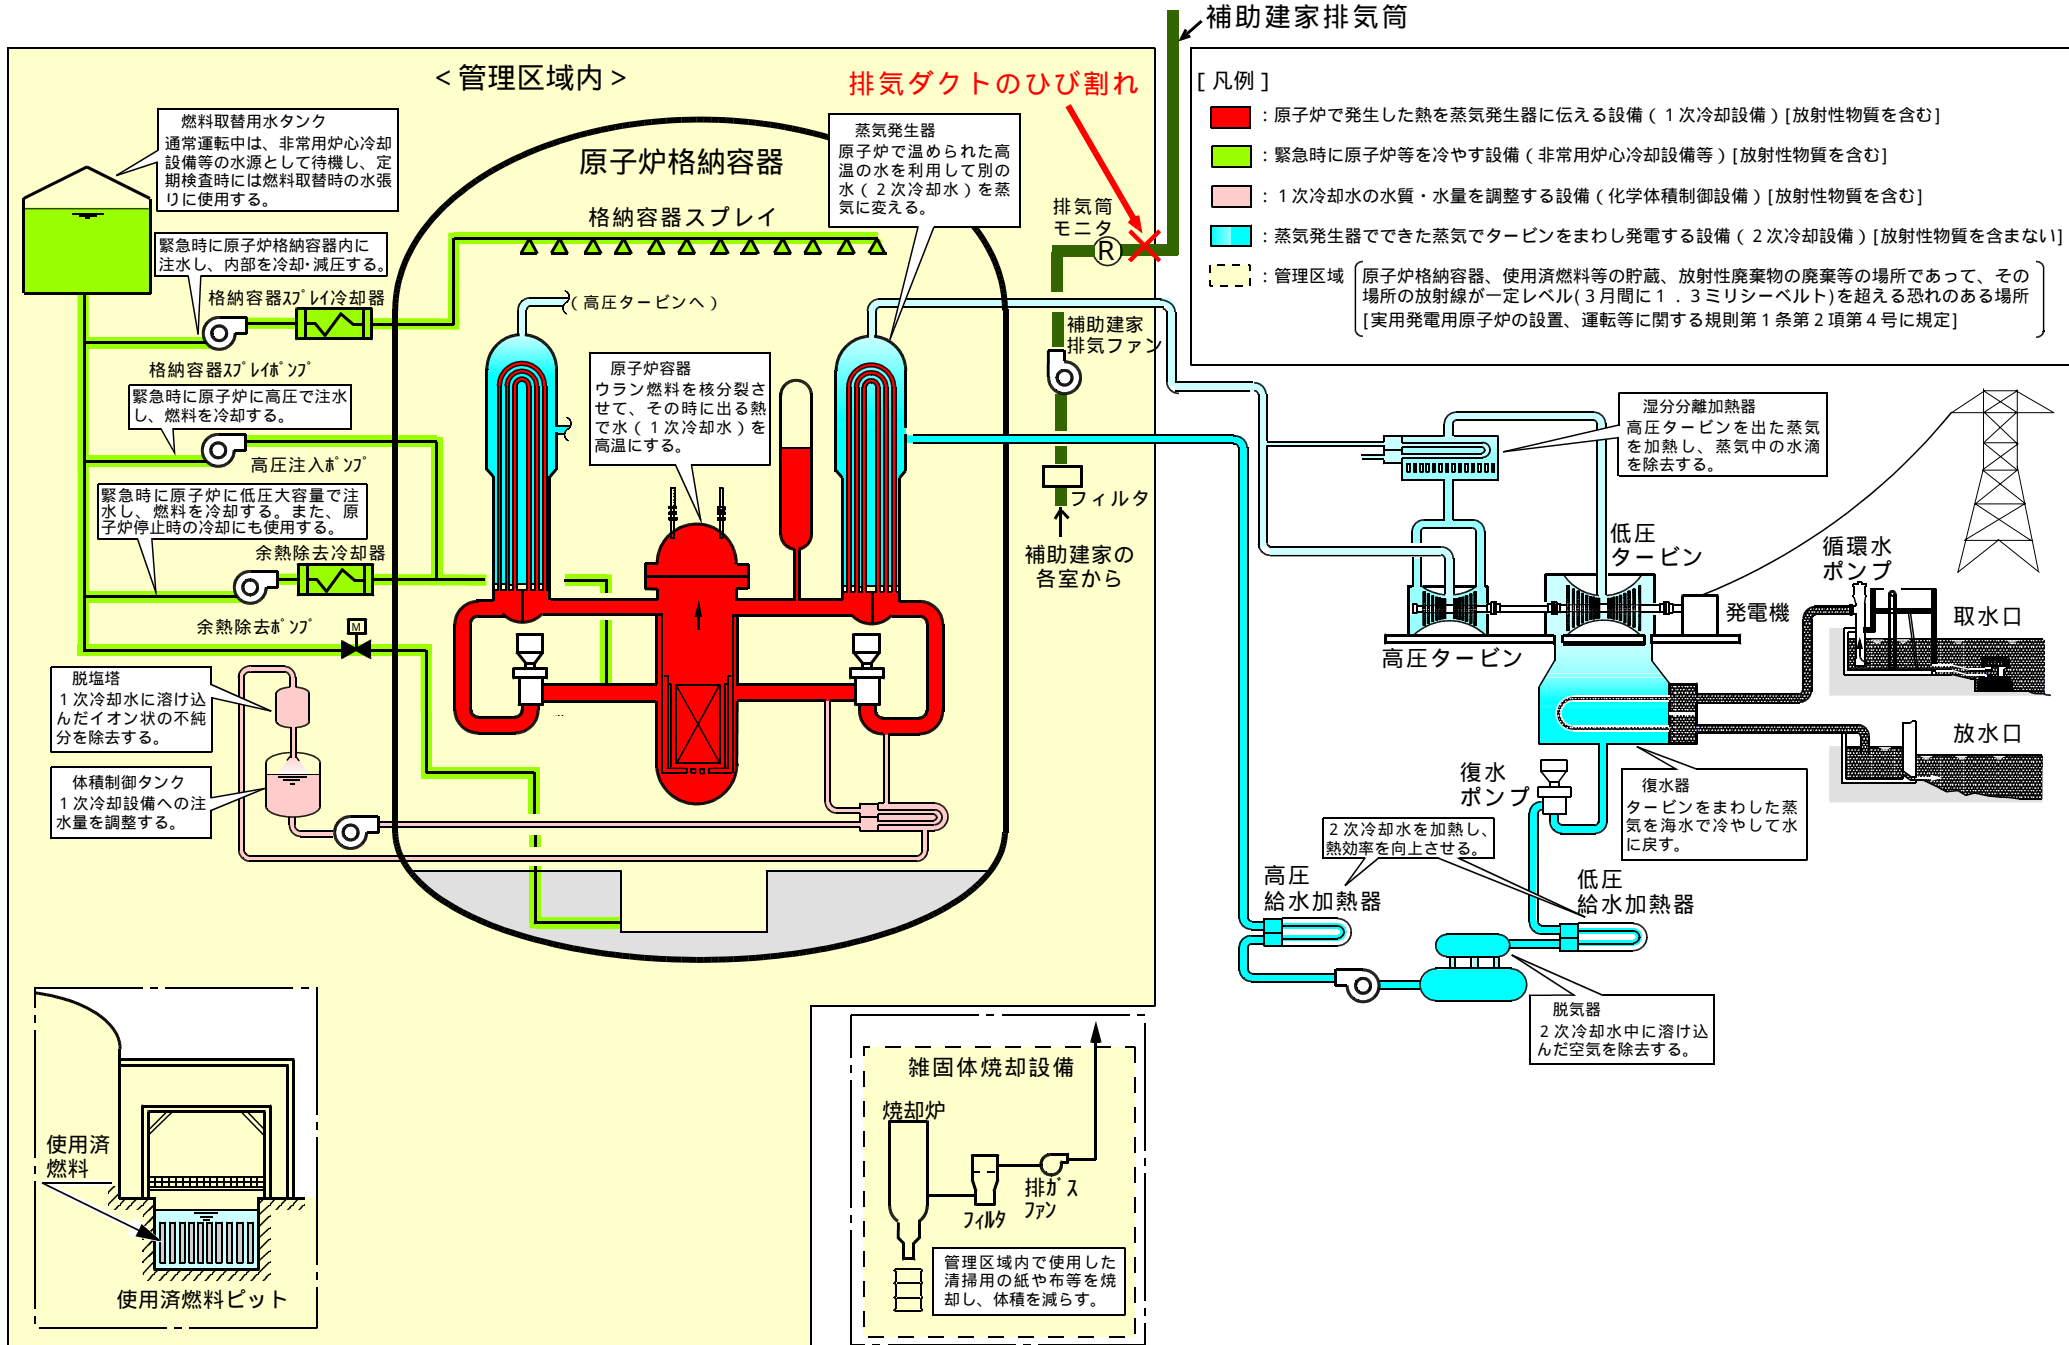 補助建家排気筒
<管理区域内>
排気ダクトのひび割れ
[凡例]
:原子炉で発生した熱を蒸気発生器に伝える設備(1次冷却設備)[放射性物質を含む]
:緊急時に原子炉等を冷やす設備(非常用炉心冷却設備等)[放射性物質を含む]
:1次冷却水の水質・水量を調整する設備(化学体積制御設備)[放射性物質を含む]
:蒸気発生器でできた蒸気でタービンをまわし発電する設備(2次冷却設備)[放射性物質を含まない]
:管理区域
原子炉格納容器、使用済燃料等の貯蔵、放射性廃棄物の廃棄等の場所であって、その
場所の放射線が一定レベル(3月間に1.3ミリシーベルト)を超える恐れのある場所
[実用発電用原子炉の設置、運転等に関する規則第1条第2項第4号に規定]
燃料取替用水タンク
通常運転中は、非常用炉心冷却
設備等の水源として待機し、定
期検査時には燃料取替時の水張
りに使用する。
原子炉格納容器
蒸気発生器
原子炉で温められた高
温の水を利用して別の
水(2次冷却水)を蒸
気に変える。
格納容器スプレイ
排気筒
モニタ
R
緊急時に原子炉格納容器内に
注水し、内部を冷却・減圧する。
格納容器ｽﾌﾟﾚｲ冷却器
(高圧タービンへ)
補助建家
排気ファン
格納容器ｽﾌﾟﾚｲﾎﾟﾝﾌﾟ
緊急時に原子炉に高圧で注水
し、燃料を冷却する。
高圧注入ﾎﾟﾝﾌﾟ
原子炉容器
ウラン燃料を核分裂さ
せて、その時に出る熱
で水(1次冷却水)を
高温にする。
フィルタ
補助建家の
各室から
緊急時に原子炉に低圧大容量で注
水し、燃料を冷却する。また、原
子炉停止時の冷却にも使用する。
余熱除去冷却器
余熱除去ﾎﾟﾝﾌﾟ
M
湿分分離加熱器
高圧タービンを出た蒸気
を加熱し、蒸気中の水滴
を除去する。
低圧
タービン
高圧タービン
発電機
循環水
ポンプ
取水口
放水口
脱塩塔
1次冷却水に溶け込
んだイオン状の不純
分を除去する。
体積制御タンク
1次冷却設備への注
水量を調整する。
復水
ポンプ
復水器
タービンをまわした蒸
気を海水で冷やして水
に戻す。
2次冷却水を加熱し、
熱効率を向上させる。
高圧
給水加熱器
低圧
給水加熱器
脱気器
2次冷却水中に溶け込
んだ空気を除去する。
使用済
燃料
使用済燃料ピット
雑固体焼却設備
焼却炉
ﾌｨﾙﾀ
排ｶﾞｽ
ﾌｧﾝ
管理区域内で使用した
清掃用の紙や布等を焼
却し、体積を減らす。